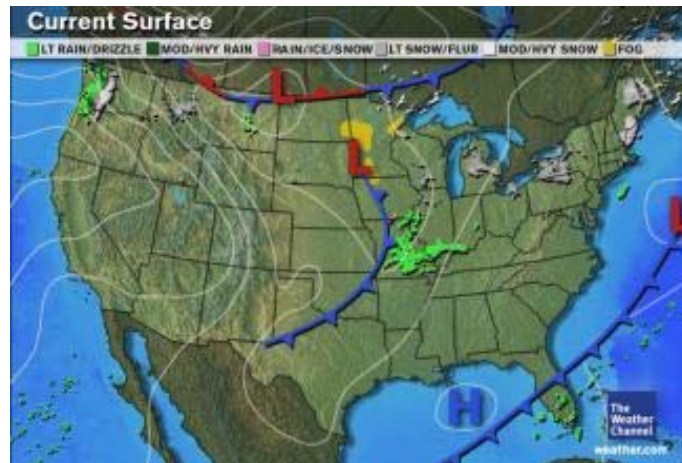 Current Surface
LT RAIN/DRIZZLE MOD/HVY RAIN RAIN/ICE/SNOW LT SNOW/FLUR MOD/HVY SNOW FOG
L
L
L
H
The
Weather
Channel
weather.com